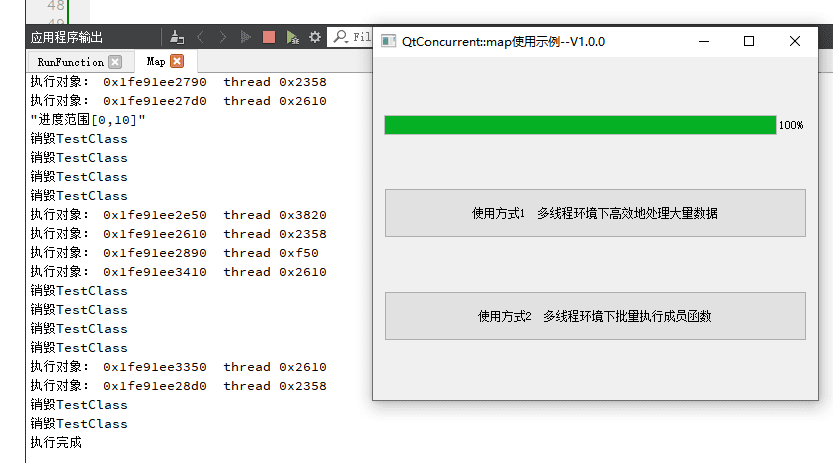 48
应用程序输出
Fil
RunFunction
Map
执行对象: 0x1fe91ee2790 thread 0x2358
执行对象: 0x1fe91ee27d0 thread 0x2610
"进度范围[0,10]"
销毁TestClass
销毁TestClass
销毁TestClass
销毁TestClass
执行对象: 0x1fe91ee2e50 thread 0x3820
执行对象: 0x1fe91ee2610 thread 0x2358
执行对象: 0x1fe91ee2890 thread 0xf50
执行对象: 0x1fe91ee3410 thread 0x2610
销毁TestClass
销毁TestClass
销毁TestClass
销毁TestClass
执行对象: 0x1fe91ee3350 thread 0x2610
执行对象: 0x1fe91ee28d0 thread 0x2358
销毁TestClass
销毁TestClass
执行完成
QtConcurrent::map使用示例--V1.0.0
100%
使用方式1 多线程环境下高效地处理大量数据
使用方式2 多线程环境下批量执行成员函数